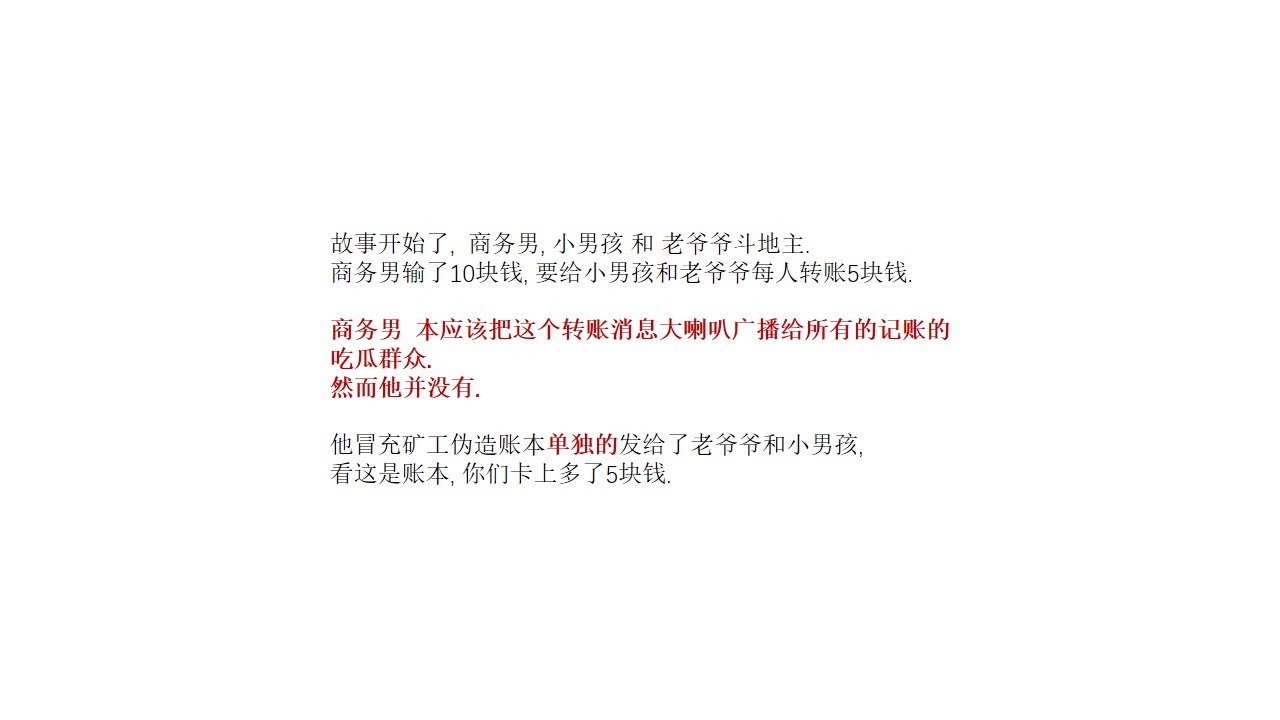 故事开始了, 商务男, 小男孩 和 老爷爷斗地主.
商务男输了10块钱, 要给小男孩和老爷爷每人转账5块钱.
商务男 本应该把这个转账消息大喇叭广播给所有的记账的
吃瓜群众.
然而他并没有.
他冒充矿工伪造账本单独的发给了老爷爷和小男孩,
看这是账本, 你们卡上多了5块钱.